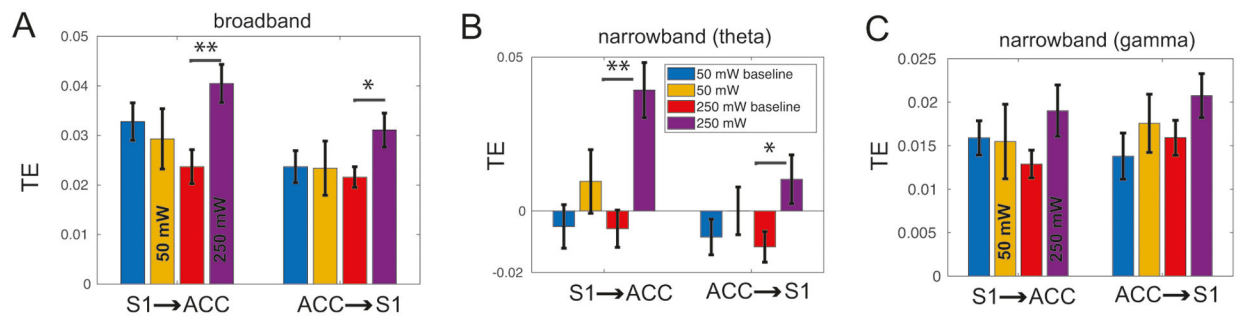 A
broadband
TE
0.05
0.04
0.03
0.02
0.01
0
**
*
50 mW
250 mW
S1→ACC
ACC→S1
B
narrowband (theta)
TE
0.05
0
-0.02
**
*
50 mW baseline
50 mW
250 mW baseline
250 mW
S1→ACC
ACC→S1
C
narrowband (gamma)
TE
0.025
0.02
0.015
0.01
0.005
0
50 mW
250 mW
S1→ACC
ACC→S1